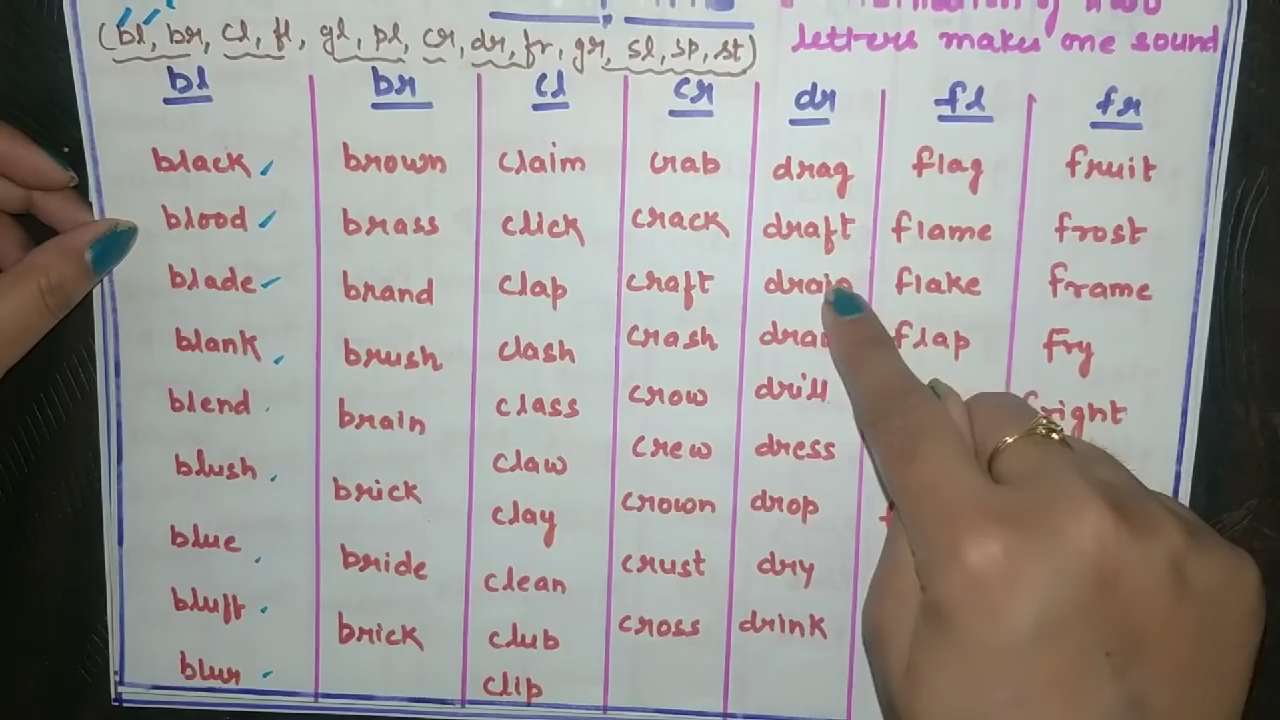 letters makes one sound
(bl, br, cl, fl, gl, pl, cr, dr, fr, gr, sl, sp, st)
bl br cl cr dr fl fr
black brown claim crab drag flag fruit
blood brass click crack draft flame frost
blade brand clap craft flake frame
blank brush clash crash flap fry
blend brain class crow drill
blush brick claw crew dress
blue bride clay crown drop
bluff brick clean crust dry
blur club cross drink
clip